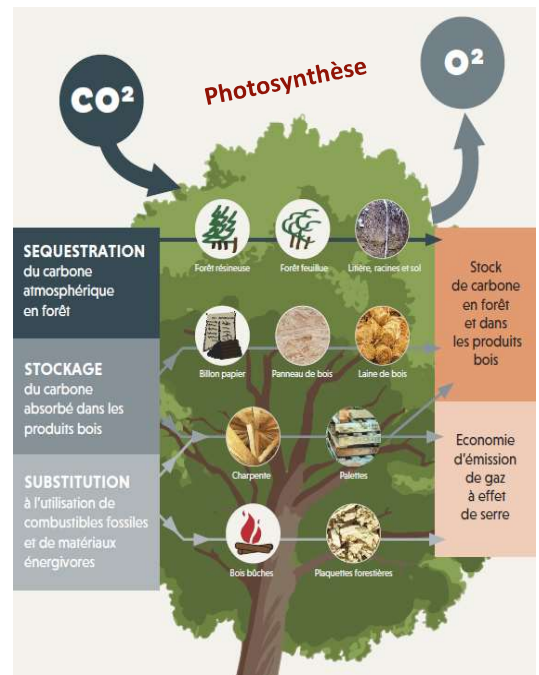 CO²
Photosynthèse
O²
SEQUESTRATION
du carbone
atmosphérique
en forêt
STOCKAGE
du carbone
absorbé dans les
produits bois
SUBSTITUTION
à l'utilisation de
combustibles fossiles
et de matériaux
énergivores
Forêt résineuse
Forêt feuillue
Litière, racines et sol
Billon papier
Panneau de bois
Laine de bois
Charpente
Palettes
Bois bûches
Plaquettes forestières
Stock
de carbone
en forêt
et dans
les produits
bois
Economie
d'émission
de gaz
à effet
de serre